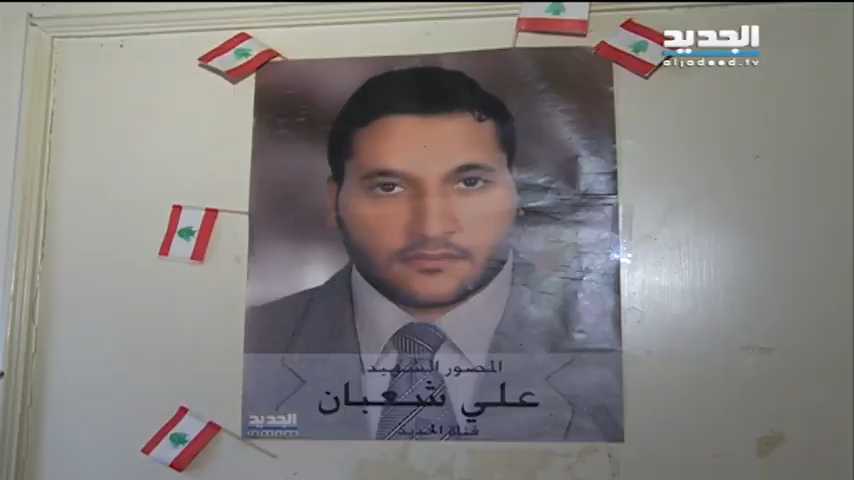 الجديد
aljadeed.tv
المصور الشهيد
علي شعبان
الجديد
قناة الجديد